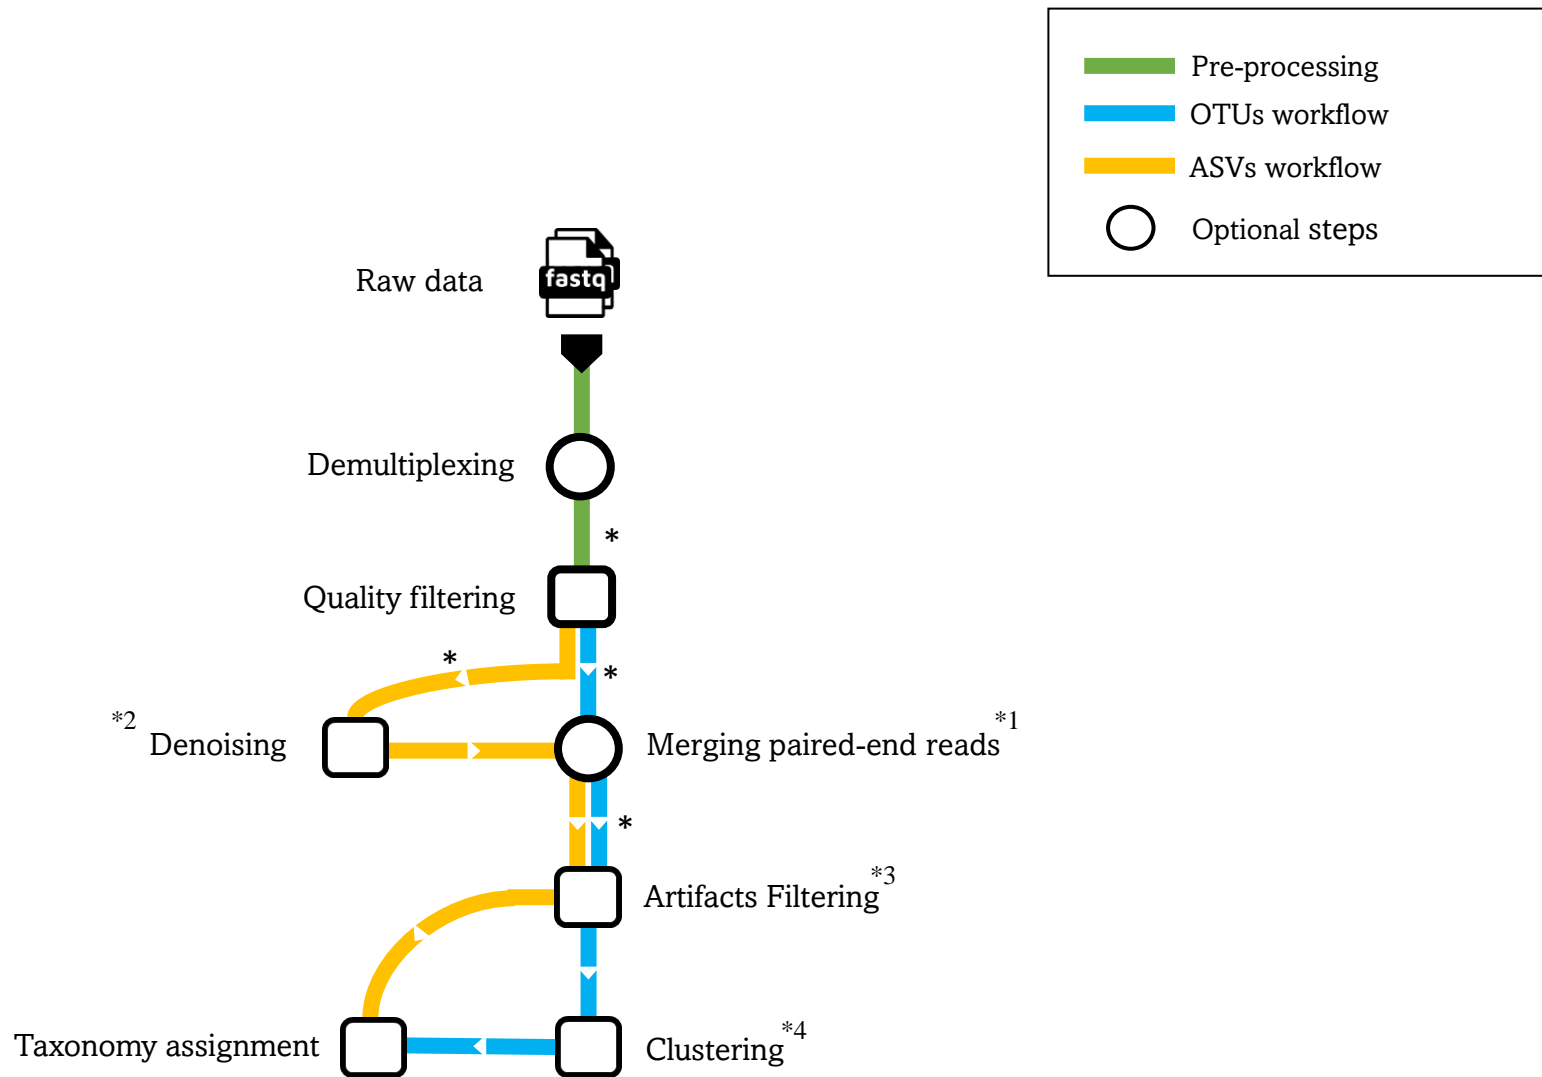 Pre-processing
OTUs workflow
ASVs workflow
Optional steps
Raw data
fastq
Demultiplexing
*
Quality filtering
*
*
*2 Denoising
Merging paired-end reads*1
*
Artifacts Filtering*3
Taxonomy assignment
Clustering*4